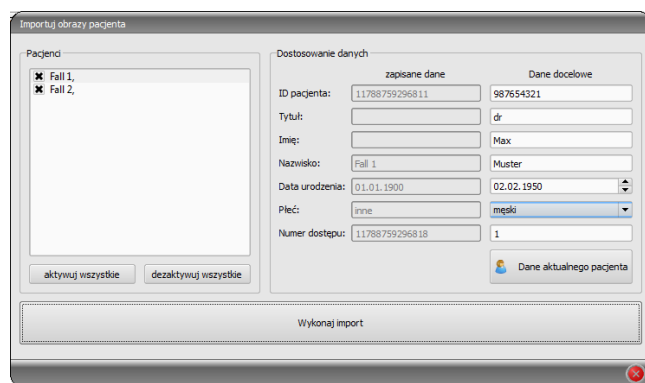 Importuj obrazy pacjenta
Pacjenci
Fall 1,
Fall 2,
aktywuj wszystkie dezaktywuj wszystkie
Dostosowanie danych
zapisane dane Dane docelowe
ID pacjenta: 11788759296811 987654321
Tytuł: dr
Imię: Max
Nazwisko: Fall 1 Muster
Data urodzenia: 01.01.1900 02.02.1950
Płeć: inne męski
Numer dostępu: 11788759296818 1
Dane aktualnego pacjenta
Wykonaj import